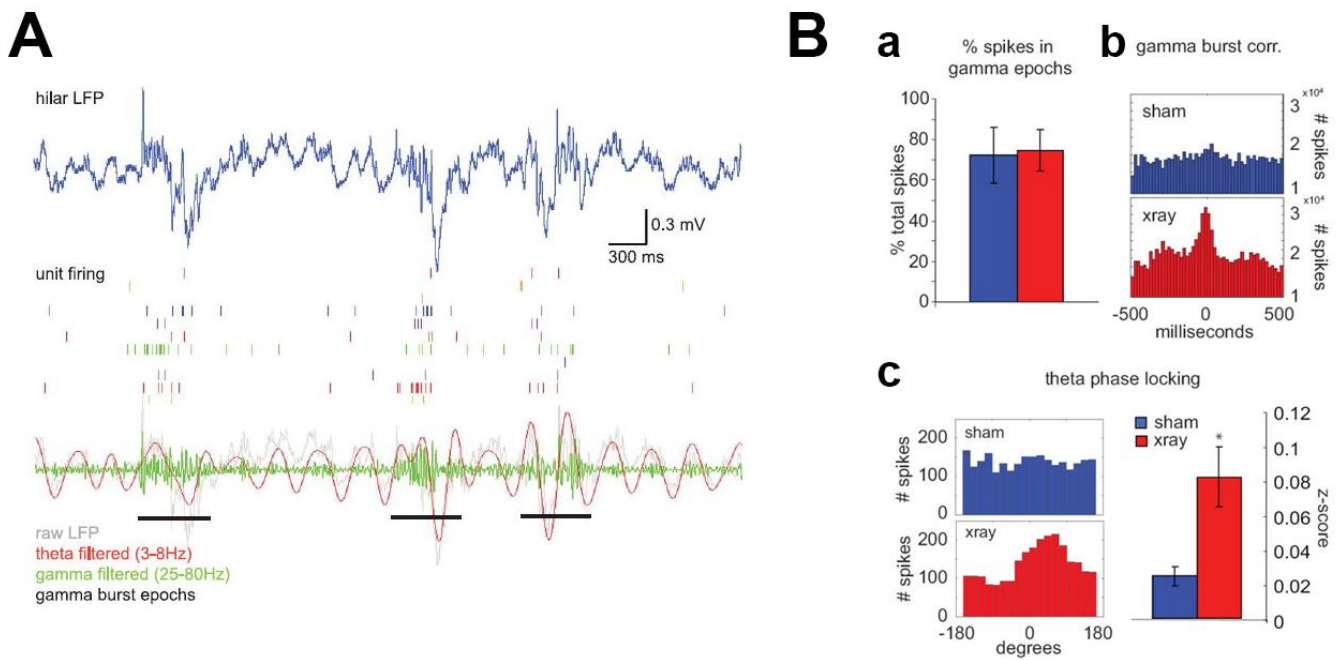 A
hilar LFP
0.3 mV
300 ms
unit firing
raw LFP
theta filtered (3-8Hz)
gamma filtered (25-80Hz)
gamma burst epochs
B
a
% spikes in
gamma epochs
100
80
60
40
20
0
% total spikes
b
gamma burst corr.
sham
x10⁴
3
2
1
# spikes
xray
x10⁴
3
2
1
# spikes
-500
0
500
milliseconds
c
theta phase locking
sham
200
100
0
# spikes
xray
200
100
0
# spikes
-180
0
180
degrees
sham
xray
*
0.12
0.1
0.08
0.06
0.04
0.02
0
z-score